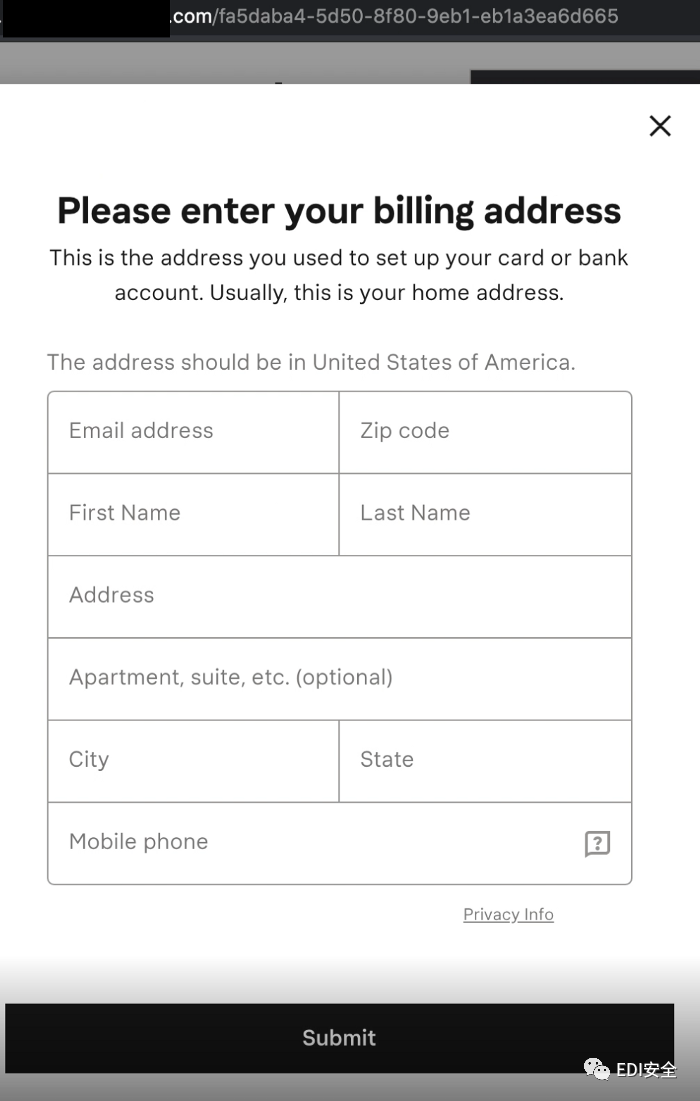 .com/fa5daba4-5d50-8f80-9eb1-eb1a3ea6d665
Please enter your billing address
This is the address you used to set up your card or bank
account. Usually, this is your home address.
The address should be in United States of America.
Email address
Zip code
First Name
Last Name
Address
Apartment, suite, etc. (optional)
City
State
Mobile phone
?
Privacy Info
Submit
EDI安全